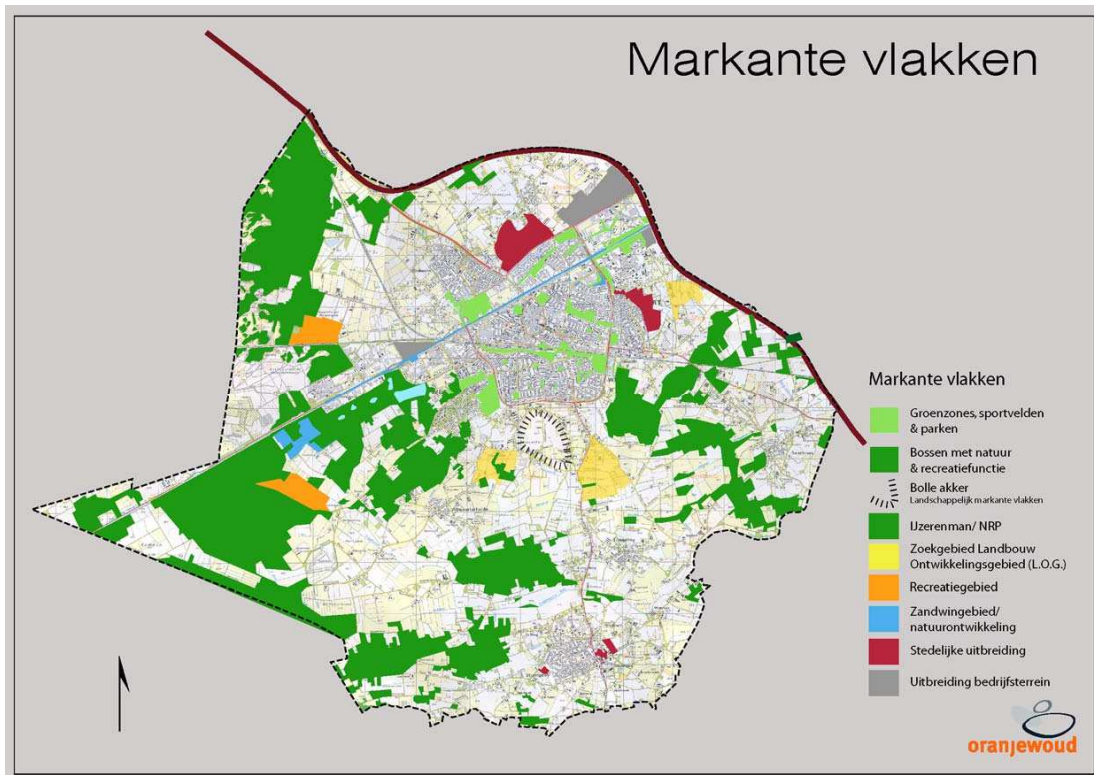 Markante vlakken
Markante vlakken
Groenzones, sportvelden
& parken
Bossen met natuur
& recreatiefunctie
Bolle akker
Landschappelijk markante vlakken
IJzerenman/ NRP
Zoekgebied Landbouw
Ontwikkelingsgebied (L.O.G.)
Recreatiegebied
Zandwingebied/
natuurontwikkeling
Stedelijke uitbreiding
Uitbreiding bedrijfsterrein
oranjewoud